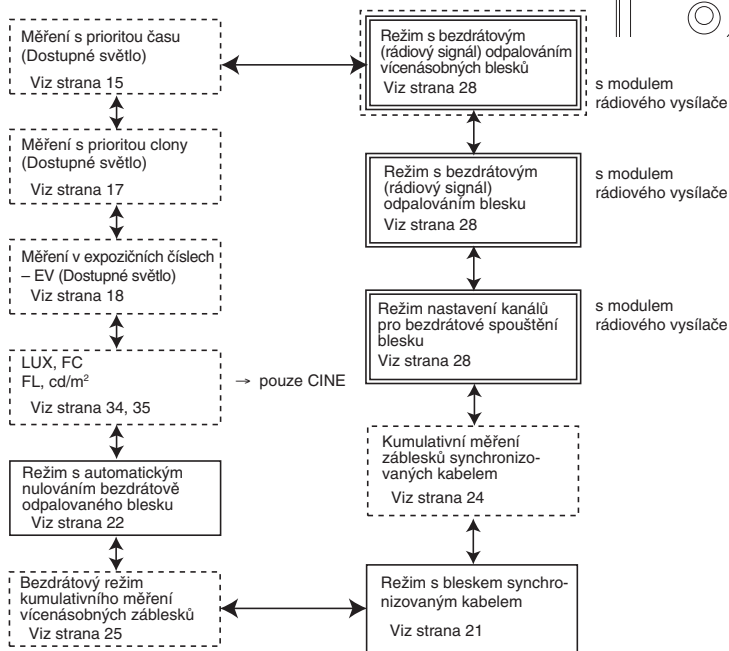 Měření s prioritou času
(Dostupné světlo)
Viz strana 15
Měření s prioritou clony
(Dostupné světlo)
Viz strana 17
Měření v expozičních číslech
– EV (Dostupné světlo)
Viz strana 18
LUX, FC
FL, cd/m²
Viz strana 34, 35
→ pouze CINE
Režim s automatickým
nulováním bezdrátově
odpalovaného blesku
Viz strana 22
Bezdrátový režim
kumulativního měření
vícenásobných záblesků
Viz strana 25
Režim s bezdrátovým
(rádiový signál) odpalováním
vícenásobných blesků
Viz strana 28
s modulem
rádiového vysílače
Režim s bezdrátovým
(rádiový signál)
odpalováním blesku
Viz strana 28
s modulem
rádiového vysílače
Režim nastavení kanálů
pro bezdrátové spouštění
blesku
Viz strana 28
s modulem
rádiového vysílače
Kumulativní měření
záblesků synchronizo-
vaných kabelem
Viz strana 24
Režim s bleskem synchro-
nizovaným kabelem
Viz strana 21